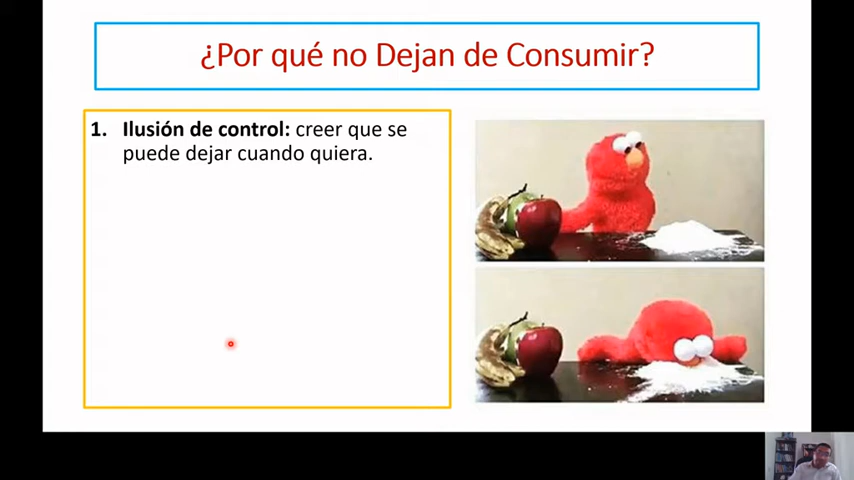 ¿Por qué no Dejan de Consumir?
1. Ilusión de control: creer que se
puede dejar cuando quiera.